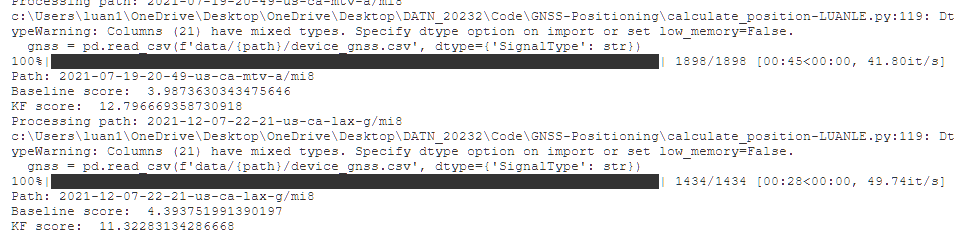 Processing path: 2021-07-19-20-49-us-ca-mtv-a/mi8
c:\Users\luan1\OneDrive\Desktop\OneDrive\Desktop\DATN_20232\Code\GNSS-Positioning\calculate_position-LUANLE.py:119: Dt
ypeWarning: Columns (21) have mixed types. Specify dtype option on import or set low_memory=False.
  gnss = pd.read_csv(f'data/{path}/device_gnss.csv', dtype={'SignalType': str})
100%|| 1898/1898 [00:45<00:00, 41.80it/s]
Path: 2021-07-19-20-49-us-ca-mtv-a/mi8
Baseline score:  3.9873630343475646
KF score:  12.796669358730918
Processing path: 2021-12-07-22-21-us-ca-lax-g/mi8
c:\Users\luan1\OneDrive\Desktop\OneDrive\Desktop\DATN_20232\Code\GNSS-Positioning\calculate_position-LUANLE.py:119: Dt
ypeWarning: Columns (21) have mixed types. Specify dtype option on import or set low_memory=False.
  gnss = pd.read_csv(f'data/{path}/device_gnss.csv', dtype={'SignalType': str})
100%|| 1434/1434 [00:28<00:00, 49.74it/s]
Path: 2021-12-07-22-21-us-ca-lax-g/mi8
Baseline score:  4.393751991390197
KF score:  11.32283134286668